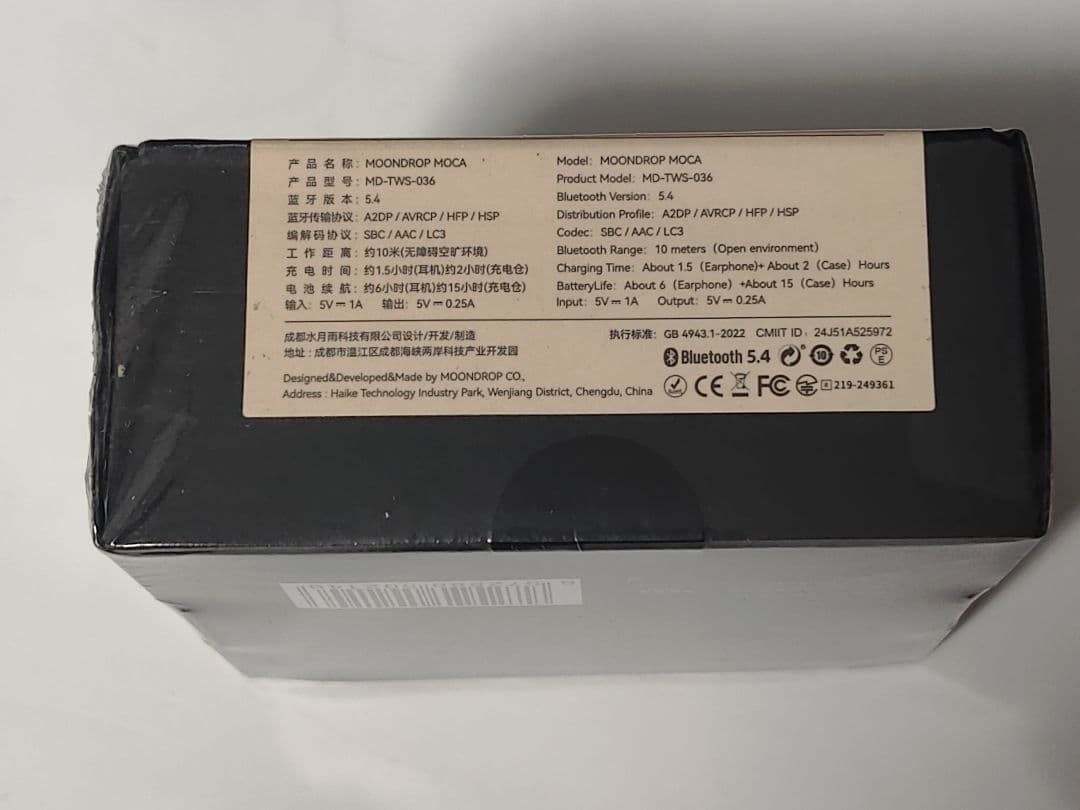 产品名称：MOONDROP MOCA
产品型号：MD-TWS-036
蓝牙版本：5.4
蓝牙传输协议：A2DP / AVRCP / HFP / HSP
编解码协议：SBC / AAC / LC3
工作距离：约10米(无障碍空旷环境)
充电时间：约1.5小时(耳机)约2小时(充电仓)
电池续航：约6小时(耳机)约15小时(充电仓)
输入：5V⎓1A 输出：5V⎓0.25A
Model：MOONDROP MOCA
Product Model：MD-TWS-036
Bluetooth Version：5.4
Distribution Profile：A2DP / AVRCP / HFP / HSP
Codec：SBC / AAC / LC3
Bluetooth Range：10 meters（Open environment）
Charging Time：About 1.5（Earphone)+ About 2（Case）Hours
BatteryLife：About 6（Earphone）+About 15（Case）Hours
Input：5V⎓1A Output：5V⎓0.25A
成都水月雨科技有限公司设计/开发/制造
地址：成都市温江区成都海峡两岸科技产业开发园
Designed&Developed&Made by MOONDROP CO.,
Address : Haike Technology Industry Park, Wenjiang District, Chengdu, China
执行标准：GB 4943.1-2022 CMIIT ID：24J51A525972
Bluetooth 5.4 10 PS E
CE FC R 219-249361